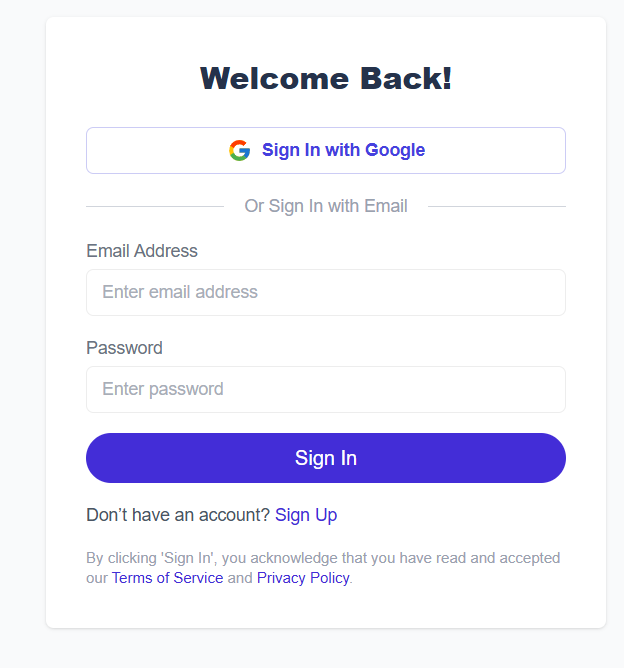 Welcome Back!
Sign In with Google
Or Sign In with Email
Email Address
Enter email address
Password
Enter password
Sign In
Don’t have an account? Sign Up
By clicking 'Sign In', you acknowledge that you have read and accepted
our Terms of Service and Privacy Policy.